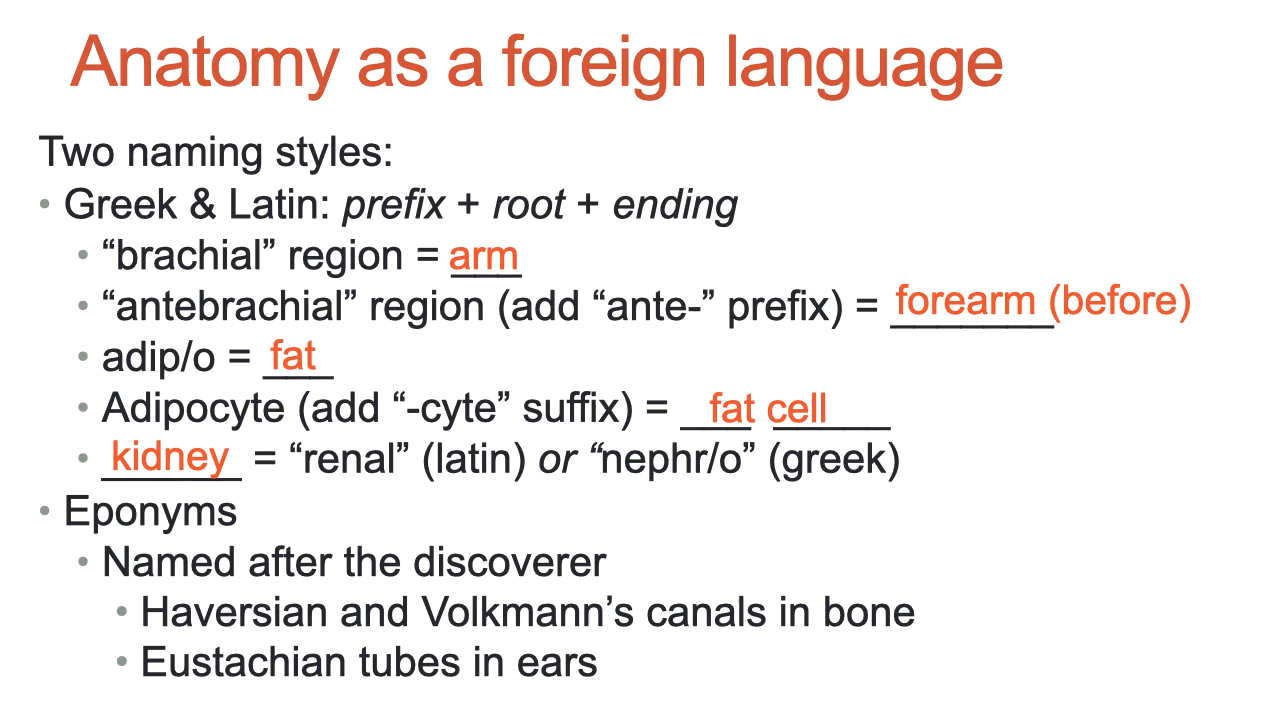 Anatomy as a foreign language
Two naming styles:
• Greek & Latin: prefix + root + ending
• “brachial” region = arm
• “antebrachial” region (add “ante-” prefix) = forearm (before)
• adip/o = fat
• Adipocyte (add “-cyte” suffix) = fat cell
• kidney = “renal” (latin) or “nephr/o” (greek)
• Eponyms
• Named after the discoverer
• Haversian and Volkmann’s canals in bone
• Eustachian tubes in ears